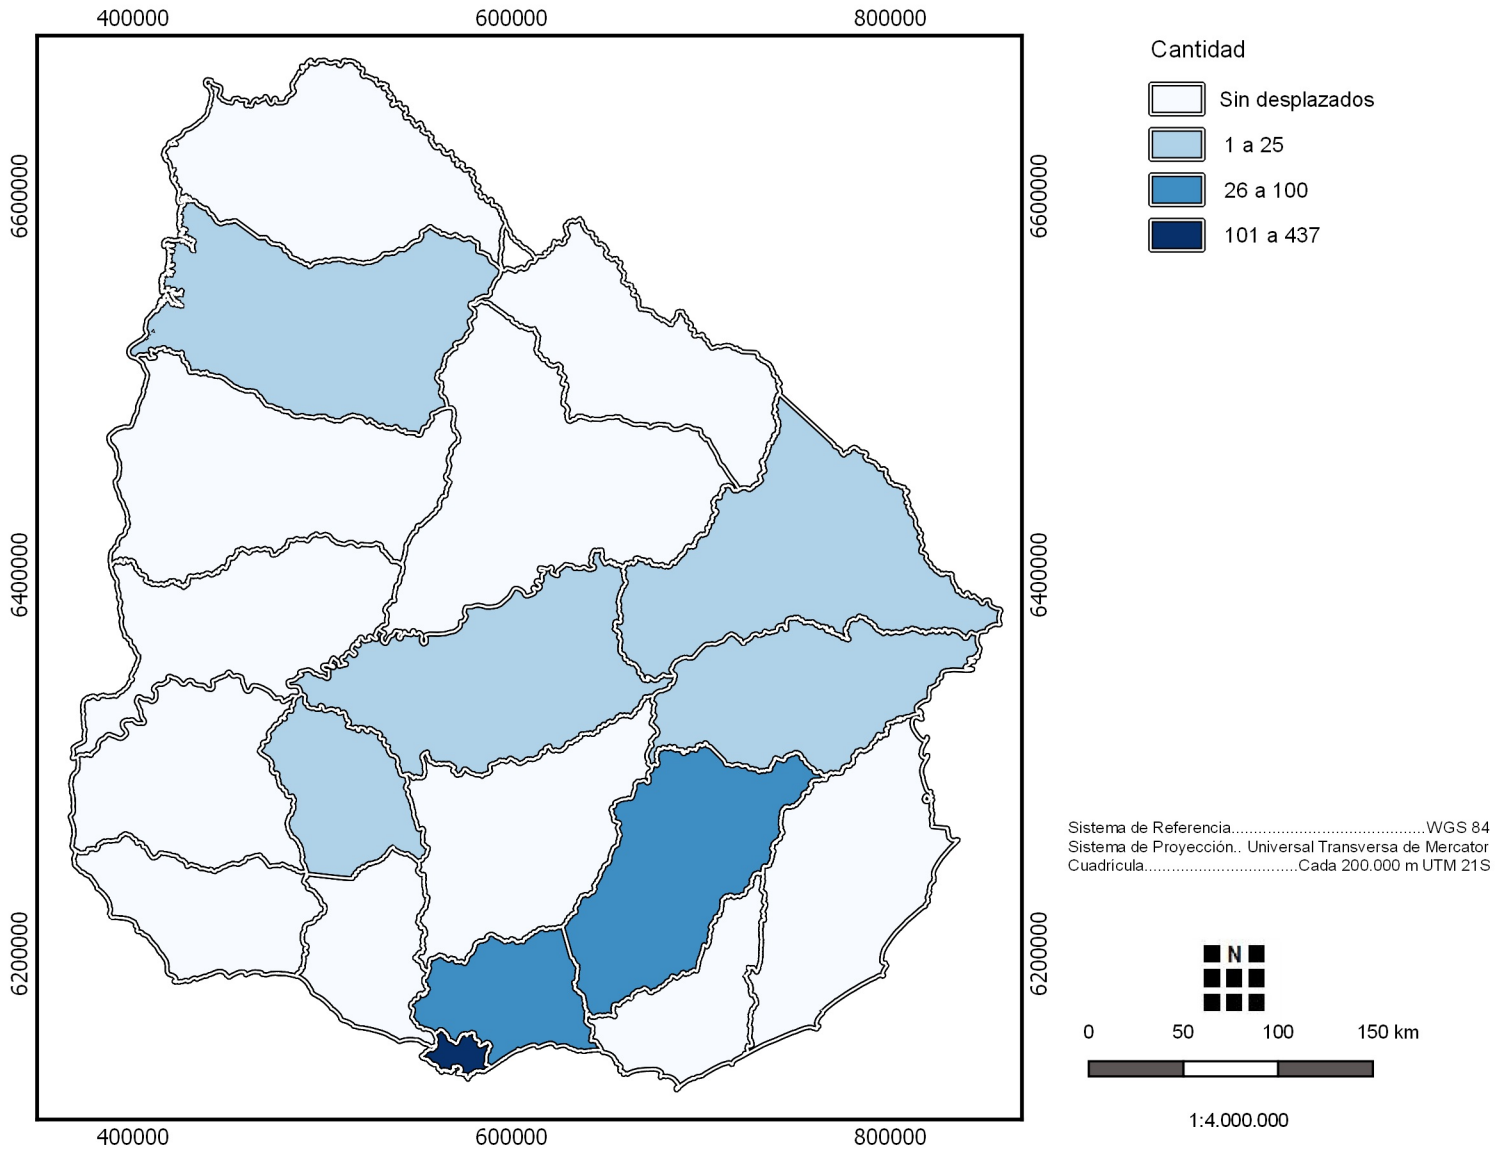 400000 600000 800000
6600000
6400000
6200000
6600000
6400000
6200000
400000 600000 800000
Cantidad
Sin desplazados
1 a 25
26 a 100
101 a 437
Sistema de Referencia...........................................WGS 84
Sistema de Proyección.. Universal Transversa de Mercator
Cuadrícula..................................Cada 200.000 m UTM 21S
N
0 50 100 150 km
1:4.000.000